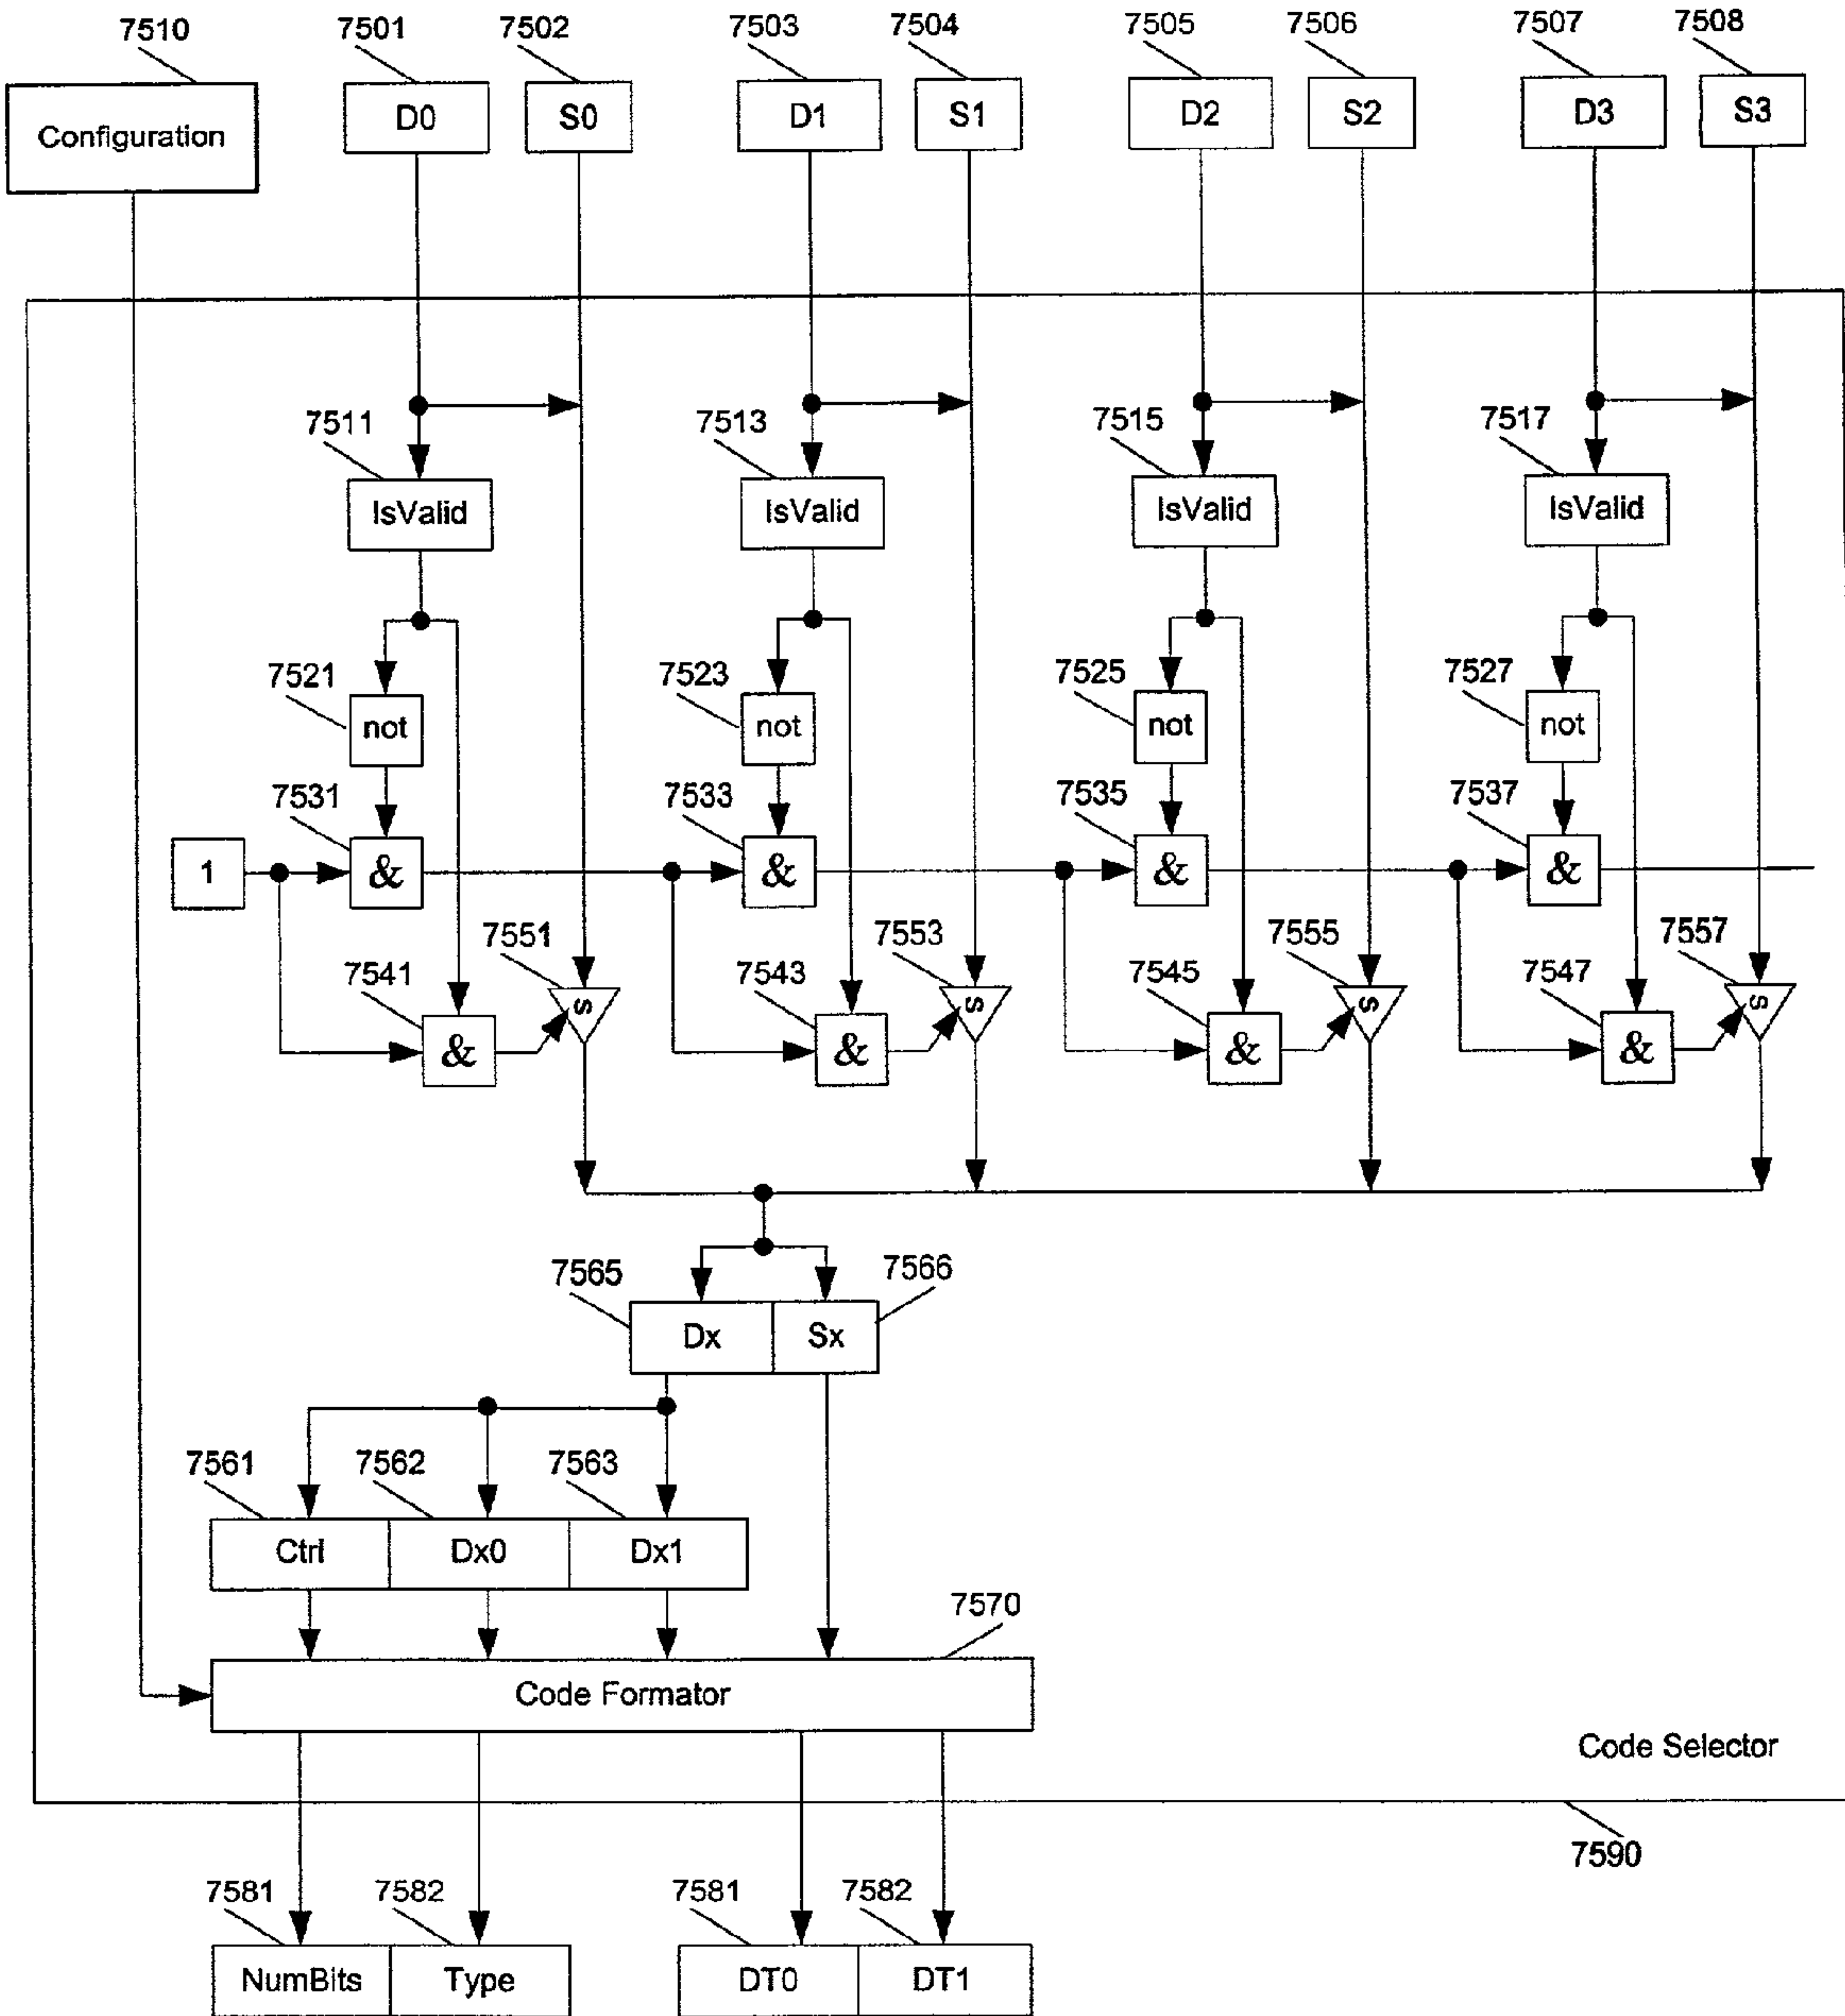 7510 7501 7502 7503 7504 7505 7506 7507 7508
Configuration D0 S0 D1 S1 D2 S2 D3 S3
7511 7513 7515 7517
IsValid IsValid IsValid IsValid
7521 7523 7525 7527
not not not not
7531 7533 7535 7537
1 & & & &
7541 7551 7543 7553 7545 7555 7547 7557
& s & s & s & s
7565 7566
Dx Sx
7561 7562 7563
Ctrl Dx0 Dx1
7570
Code Formator
Code Selector
7590
7581 7582 7581 7582
NumBits Type DT0 DT1